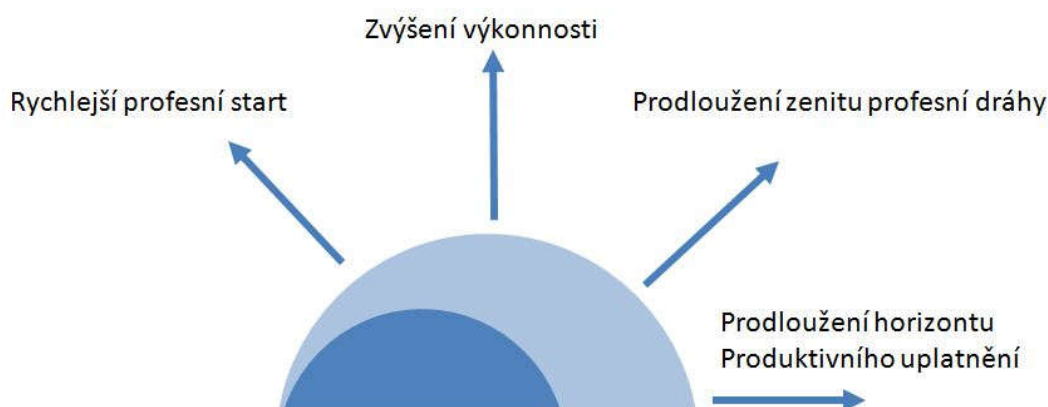 Zvýšení výkonnosti
Rychlejší profesní start
Prodloužení zenitu profesní dráhy
Prodloužení horizontu
Produktivního uplatnění